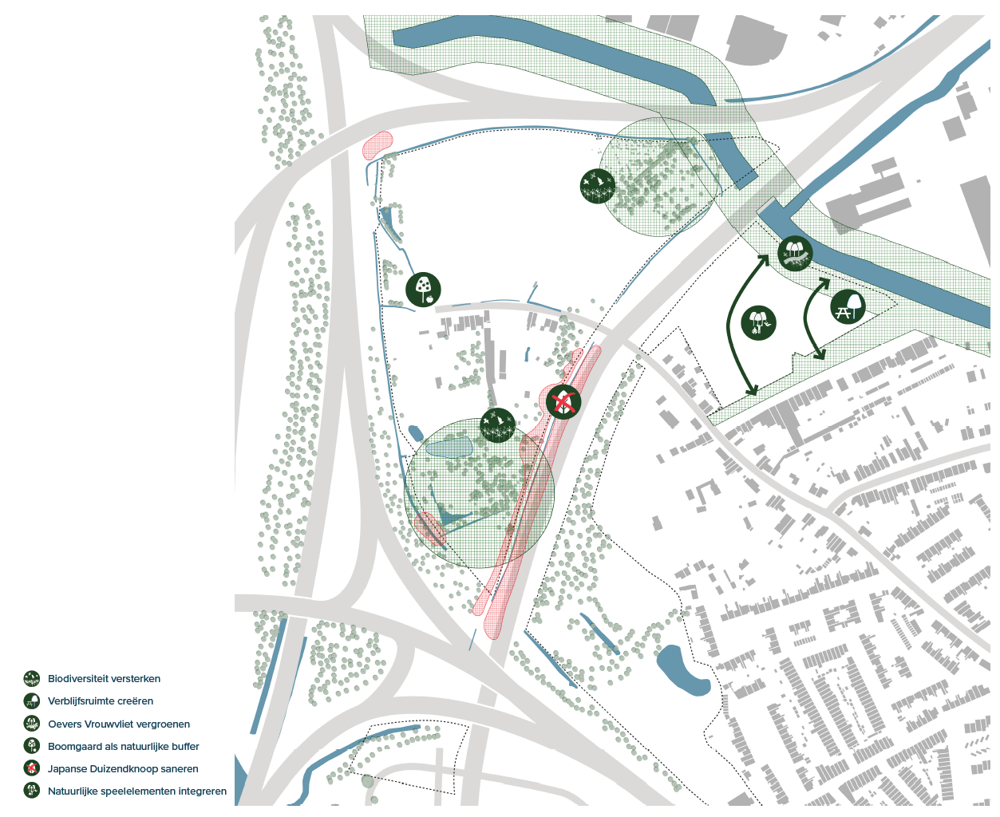 Biodiversiteit versterken
Verblijfsruimte creëren
Oevers Vrouwvliet vergroenen
Boomgaard als natuurlijke buffer
Japanse Duizendknoop saneren
Natuurlijke speelelementen integreren